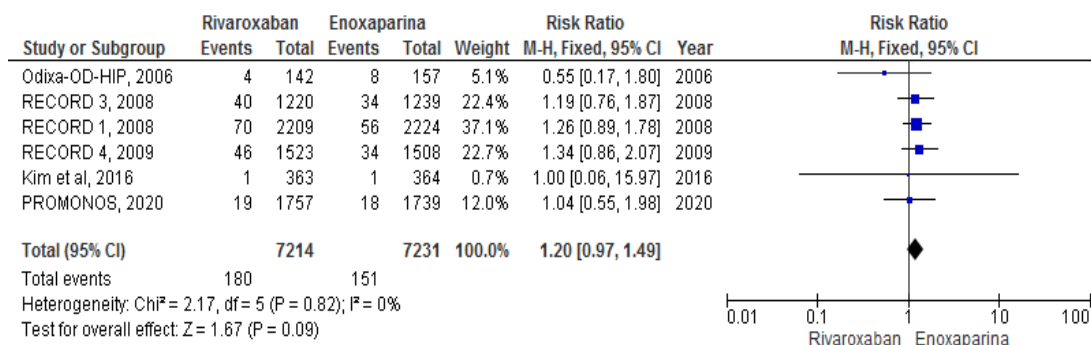 Rivaroxaban Enoxaparina Risk Ratio Risk Ratio
Study or Subgroup Events Total Events Total Weight M-H, Fixed, 95% CI Year M-H, Fixed, 95% CI
Odixa-OD-HIP, 2006 4 142 8 157 5.1% 0.55 [0.17, 1.80] 2006
RECORD 3, 2008 40 1220 34 1239 22.4% 1.19 [0.76, 1.87] 2008
RECORD 1, 2008 70 2209 56 2224 37.1% 1.26 [0.89, 1.78] 2008
RECORD 4, 2009 46 1523 34 1508 22.7% 1.34 [0.86, 2.07] 2009
Kim et al, 2016 1 363 1 364 0.7% 1.00 [0.06, 15.97] 2016
PROMONOS, 2020 19 1757 18 1739 12.0% 1.04 [0.55, 1.98] 2020
Total (95% CI) 7214 7231 100.0% 1.20 [0.97, 1.49]
Total events 180 151
Heterogeneity: Chi² = 2.17, df = 5 (P = 0.82); I² = 0%
Test for overall effect: Z = 1.67 (P = 0.09)
0.01 0.1 1 10 100
Rivaroxaban Enoxaparina